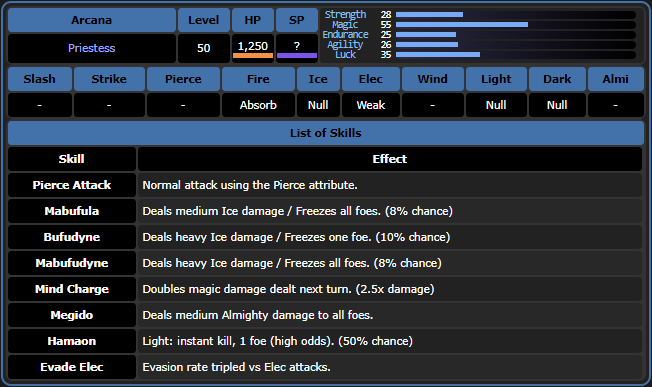 Arcana Level HP SP
Priestess 50 1,250 ?
Strength 28
Magic 55
Endurance 25
Agility 26
Luck 35
Slash Strike Pierce Fire Ice Elec Wind Light Dark Almi
- - - Absorb Null Weak - Null Null -
List of Skills
Skill Effect
Pierce Attack Normal attack using the Pierce attribute.
Mabufula Deals medium Ice damage / Freezes all foes. (8% chance)
Bufudyne Deals heavy Ice damage / Freezes one foe. (10% chance)
Mabufudyne Deals heavy Ice damage / Freezes all foes. (8% chance)
Mind Charge Doubles magic damage dealt next turn. (2.5x damage)
Megido Deals medium Almighty damage to all foes.
Hamaon Light: instant kill, 1 foe (high odds). (50% chance)
Evade Elec Evasion rate tripled vs Elec attacks.